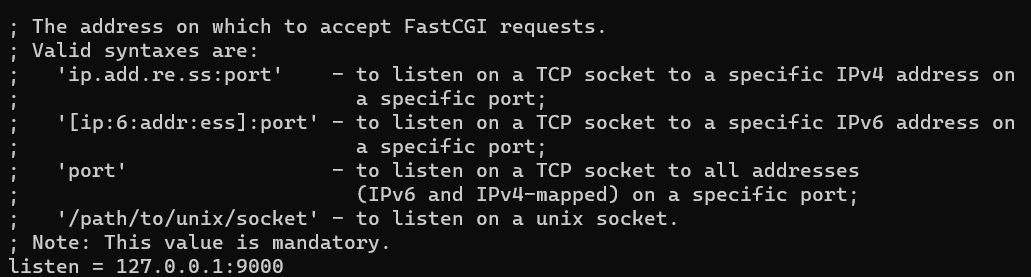 ; The address on which to accept FastCGI requests.
; Valid syntaxes are:
;   'ip.add.re.ss:port'    - to listen on a TCP socket to a specific IPv4 address on
;                            a specific port;
;   '[ip:6:addr:ess]:port' - to listen on a TCP socket to a specific IPv6 address on
;                            a specific port;
;   'port'                 - to listen on a TCP socket to all addresses
;                            (IPv6 and IPv4-mapped) on a specific port;
;   '/path/to/unix/socket' - to listen on a unix socket.
; Note: This value is mandatory.
listen = 127.0.0.1:9000